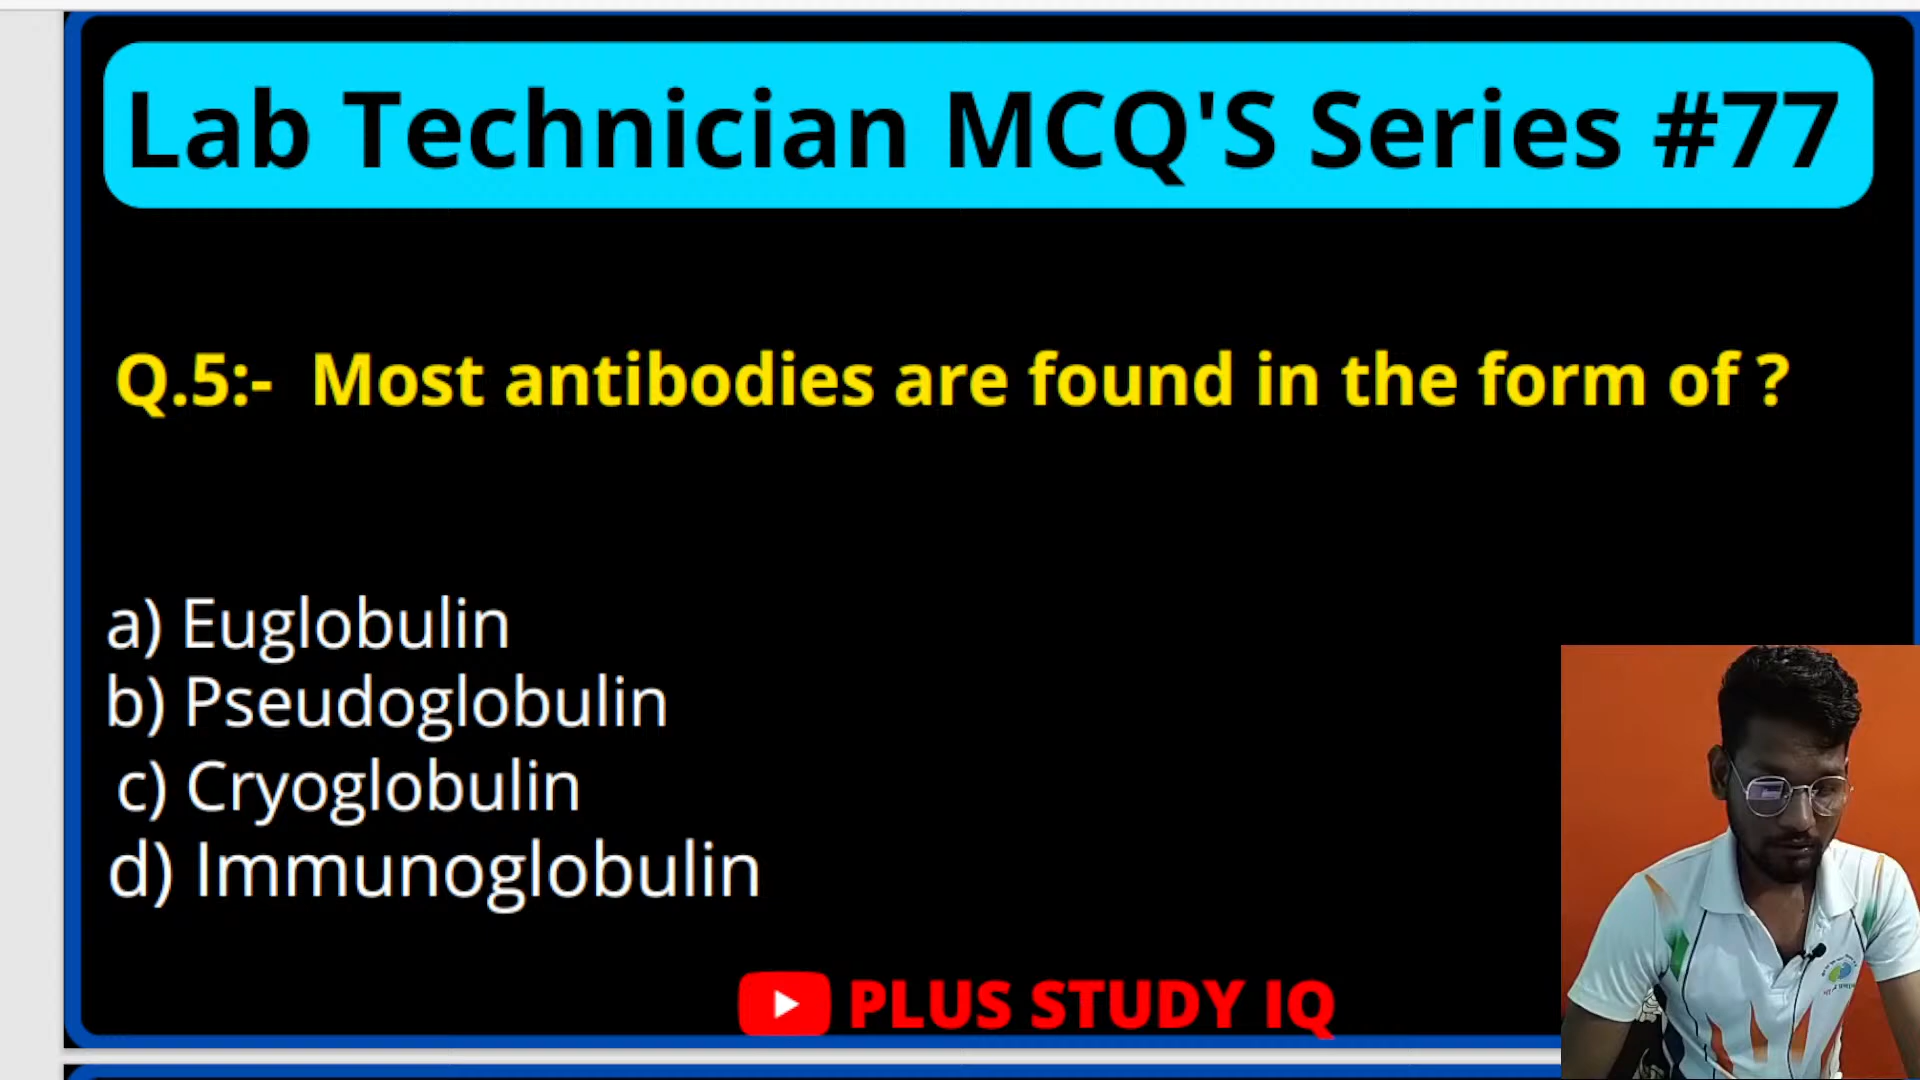 Lab Technician MCQ'S Series #77
Q.5:- Most antibodies are found in the form of ?
a) Euglobulin
b) Pseudoglobulin
c) Cryoglobulin
d) Immunoglobulin
PLUS STUDY IQ